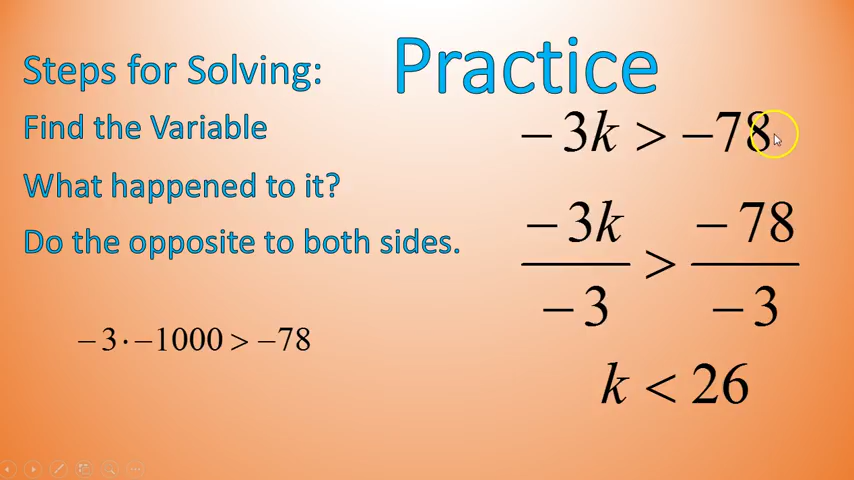 Practice
Steps for Solving:
Find the Variable
What happened to it?
Do the opposite to both sides.
−3 · −1000 > −78
−3k > −78
−3k / −3 > −78 / −3
k < 26